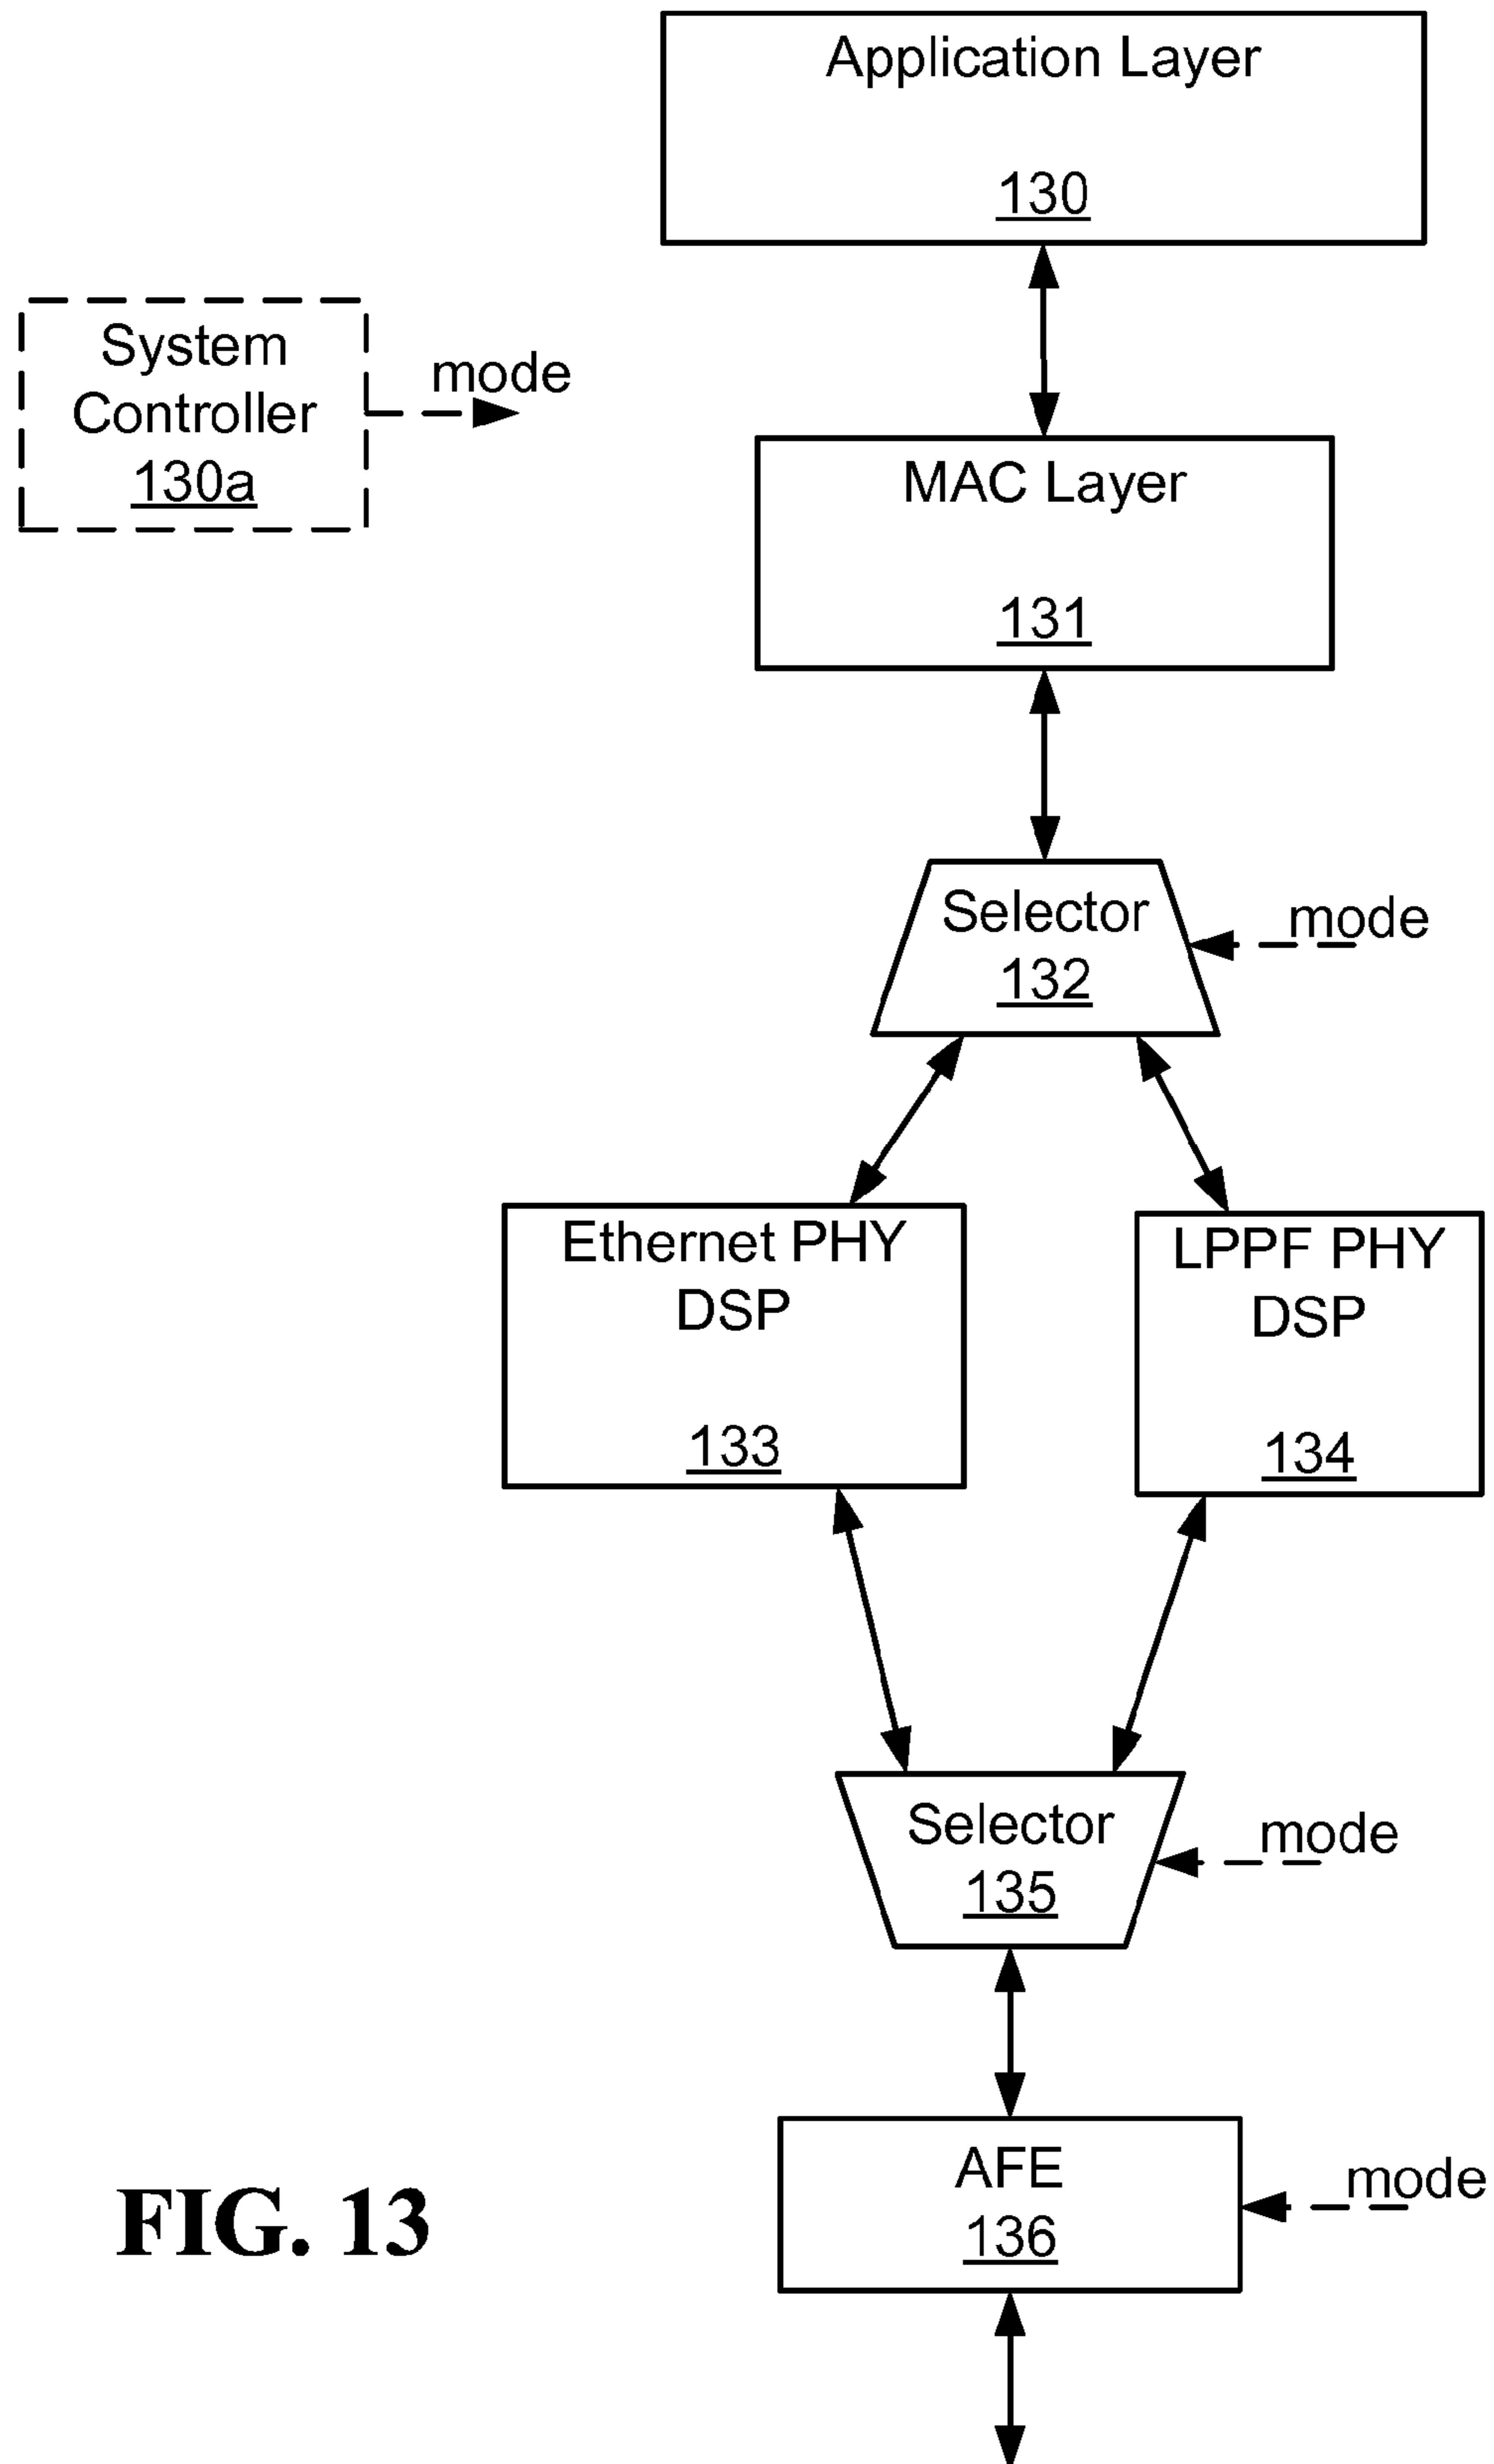 Application Layer
130
System
Controller
130a
mode
MAC Layer
131
Selector
132
mode
Ethernet PHY
DSP
133
LPPF PHY
DSP
134
Selector
135
mode
AFE
136
mode
FIG. 13